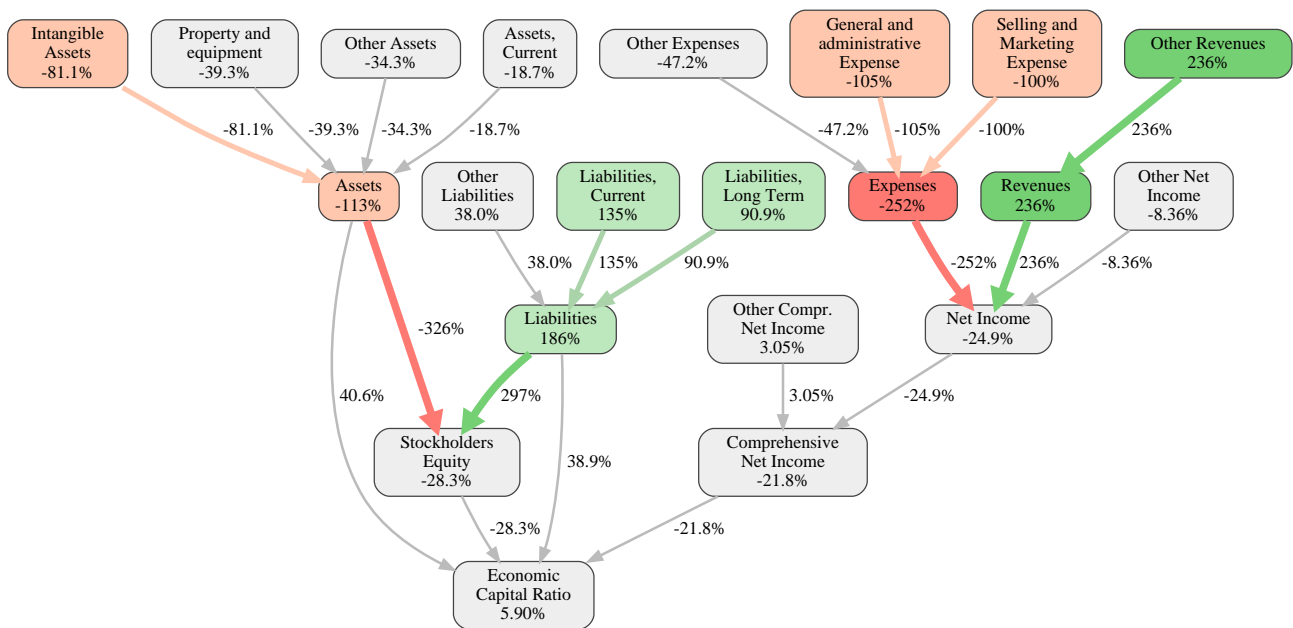 Intangible
Assets
-81.1%
Property and
equipment
-39.3%
Other Assets
-34.3%
Assets,
Current
-18.7%
Other Expenses
-47.2%
General and
administrative
Expense
-105%
Selling and
Marketing
Expense
-100%
Other Revenues
236%
-81.1%
-39.3%
-34.3%
-18.7%
-47.2%
-105%
-100%
236%
Assets
-113%
Other
Liabilities
38.0%
Liabilities,
Current
135%
Liabilities,
Long Term
90.9%
Expenses
-252%
Revenues
236%
Other Net
Income
-8.36%
38.0%
135%
90.9%
-252%
236%
-8.36%
-326%
Liabilities
186%
Other Compr.
Net Income
3.05%
Net Income
-24.9%
40.6%
297%
3.05%
-24.9%
Stockholders
Equity
-28.3%
38.9%
Comprehensive
Net Income
-21.8%
-28.3%
-21.8%
Economic
Capital Ratio
5.90%